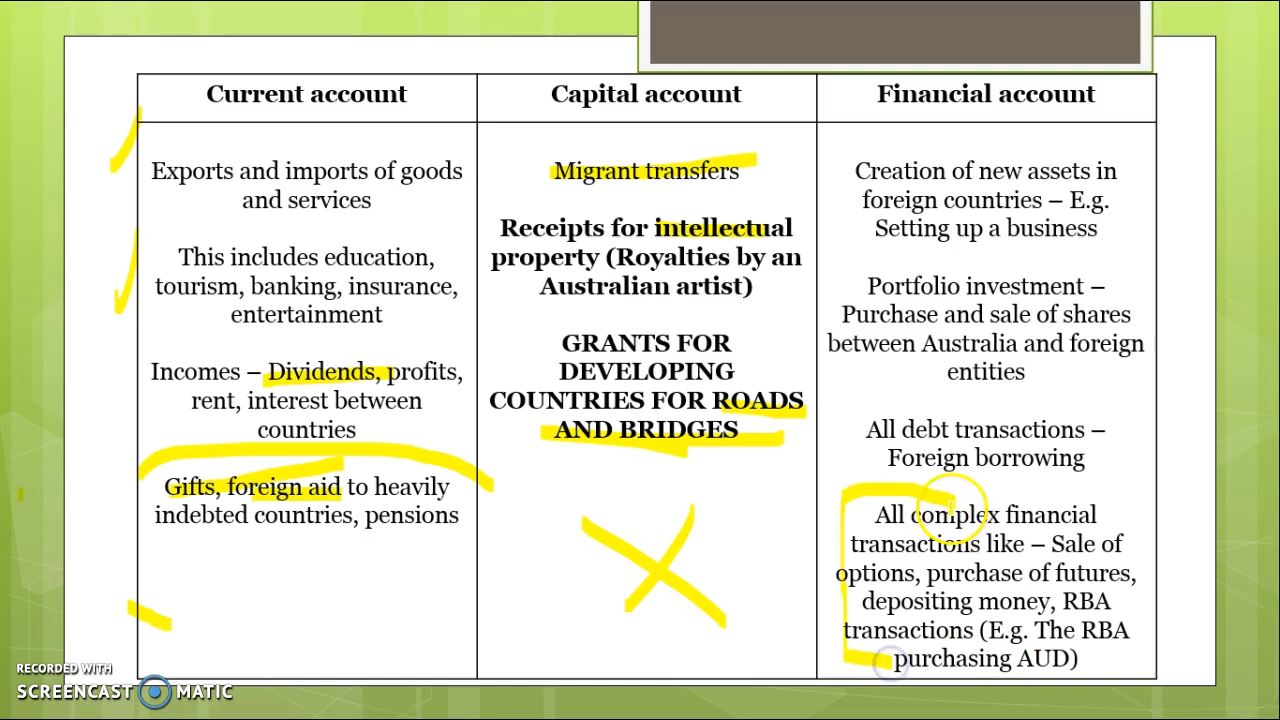 Current account
Exports and imports of goods
and services
This includes education,
tourism, banking, insurance,
entertainment
Incomes – Dividends, profits,
rent, interest between
countries
Gifts, foreign aid to heavily
indebted countries, pensions
Capital account
Migrant transfers
Receipts for intellectual
property (Royalties by an
Australian artist)
GRANTS FOR
DEVELOPING
COUNTRIES FOR ROADS
AND BRIDGES
Financial account
Creation of new assets in
foreign countries – E.g.
Setting up a business
Portfolio investment –
Purchase and sale of shares
between Australia and foreign
entities
All debt transactions –
Foreign borrowing
All complex financial
transactions like – Sale of
options, purchase of futures,
depositing money, RBA
transactions (E.g. The RBA
purchasing AUD)
RECORDED WITH
SCREENCAST MATIC